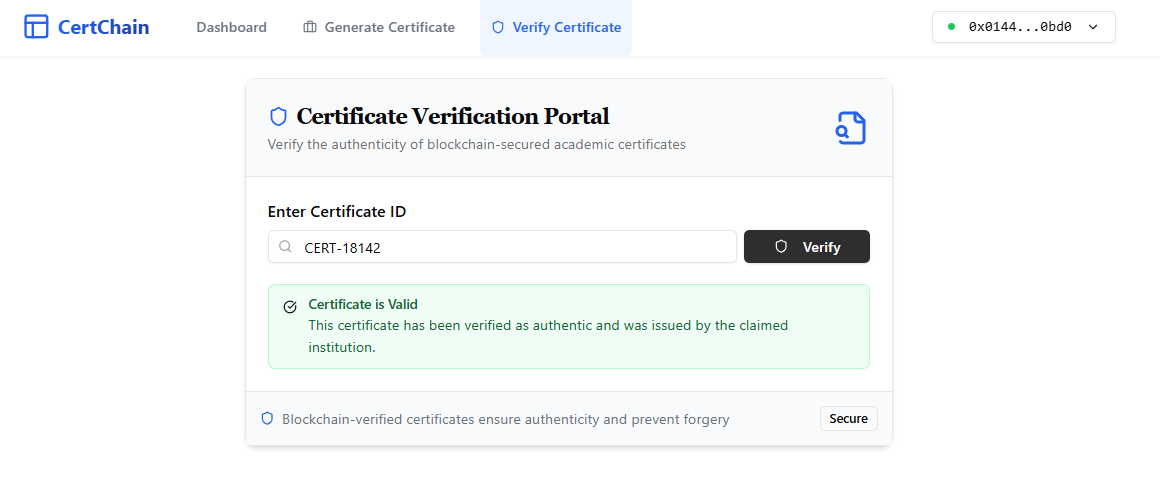 CertChain
Dashboard
Generate Certificate
Verify Certificate
0x0144...0bd0
Certificate Verification Portal
Verify the authenticity of blockchain-secured academic certificates
Enter Certificate ID
CERT-18142
Verify
Certificate is Valid
This certificate has been verified as authentic and was issued by the claimed
institution.
Blockchain-verified certificates ensure authenticity and prevent forgery
Secure